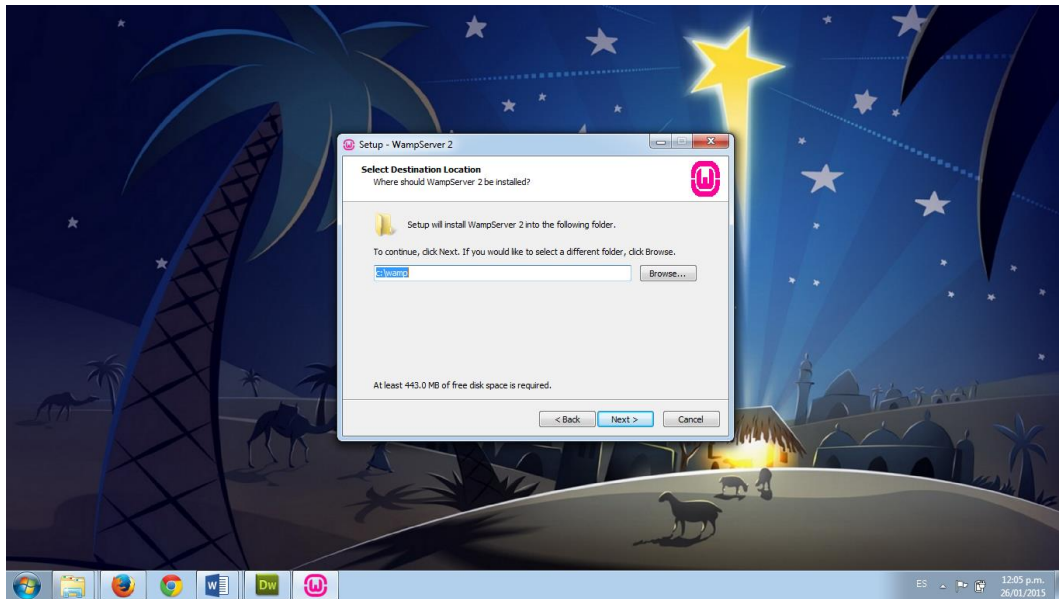 Setup - WampServer 2
Select Destination Location
Where should WampServer 2 be installed?
Setup will install WampServer 2 into the following folder.
To continue, click Next. If you would like to select a different folder, click Browse.
c:\wamp
Browse...
At least 443.0 MB of free disk space is required.
< Back
Next >
Cancel
W
Dw
ES
12:05 p.m.
26/01/2015